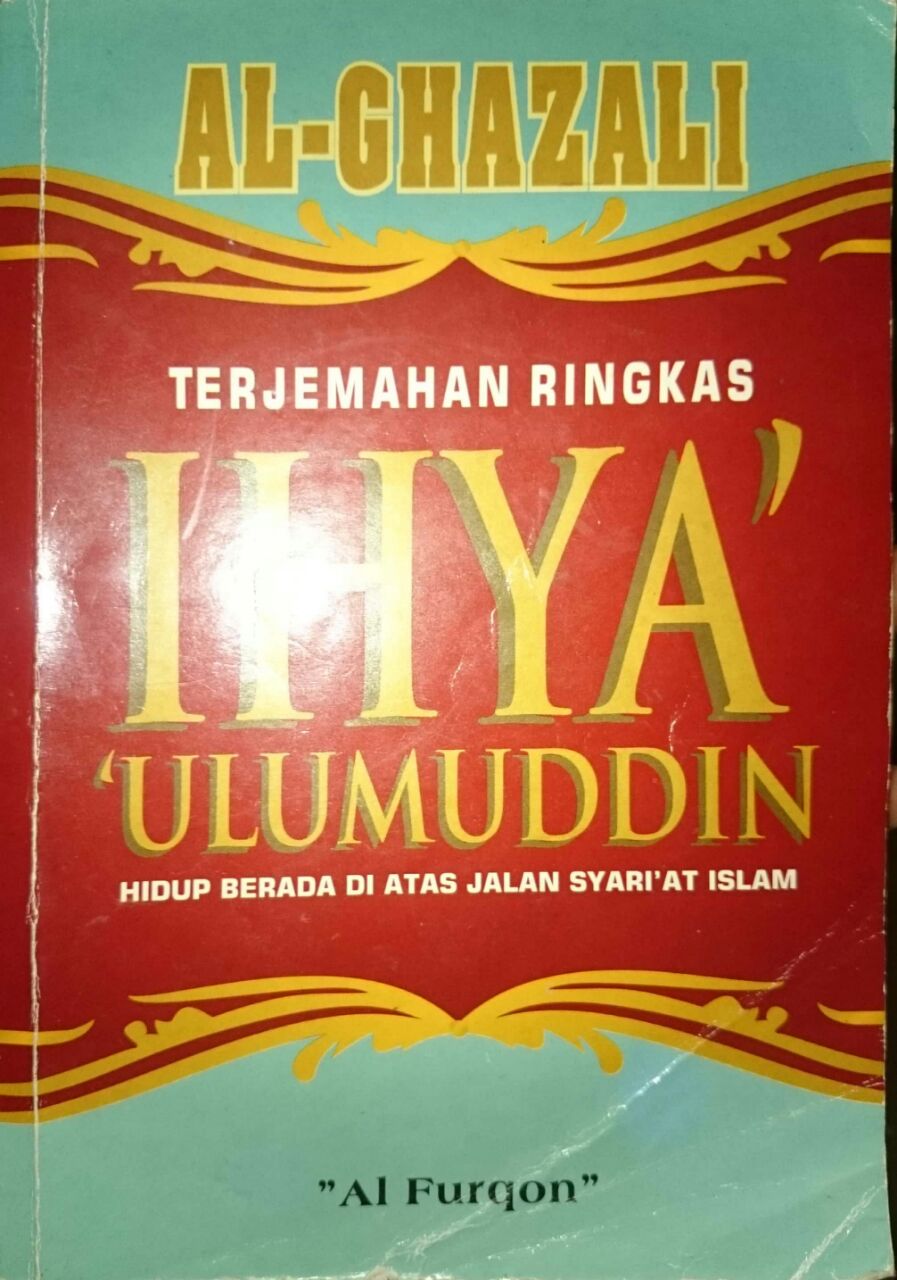 AL-GHAZALI
TERJEMAHAN RINGKAS
IHYA'
'ULUMUDDIN
HIDUP BERADA DI ATAS JALAN SYARI'AT ISLAM
"Al Furqon"